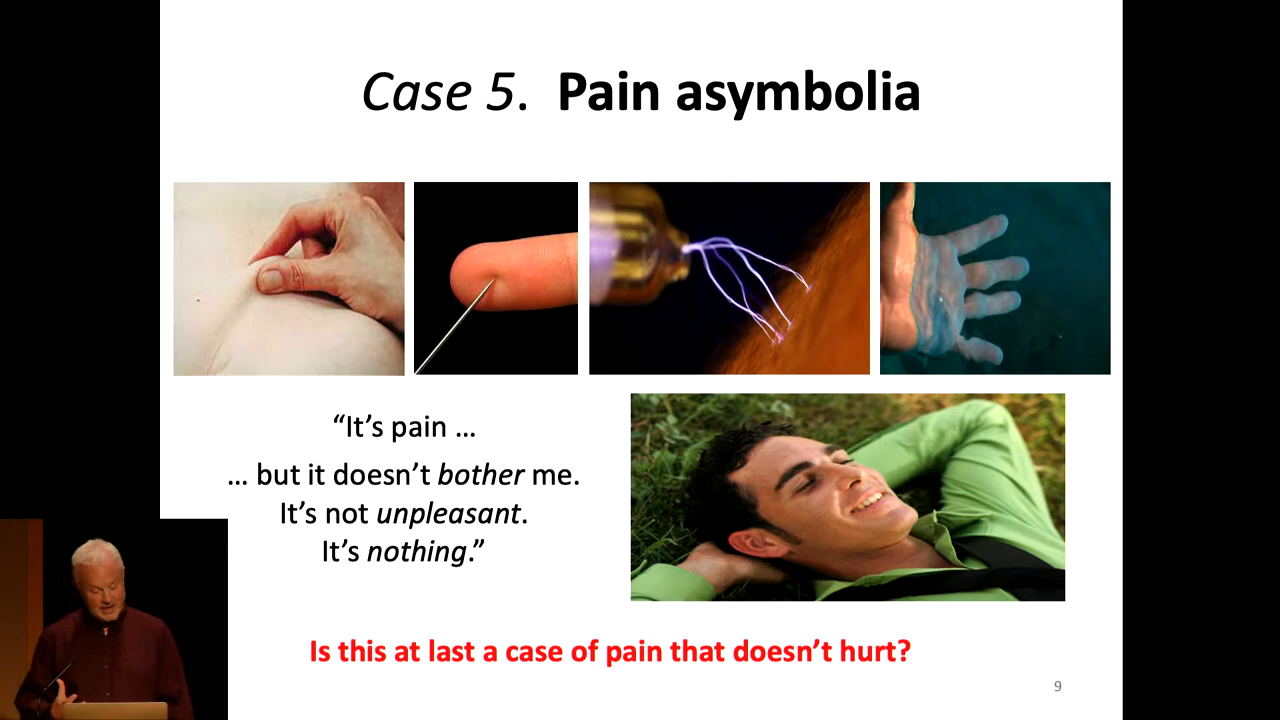 Case 5. Pain asymbolia
“It’s pain …
… but it doesn’t bother me.
It’s not unpleasant.
It’s nothing.”
Is this at last a case of pain that doesn’t hurt?
9